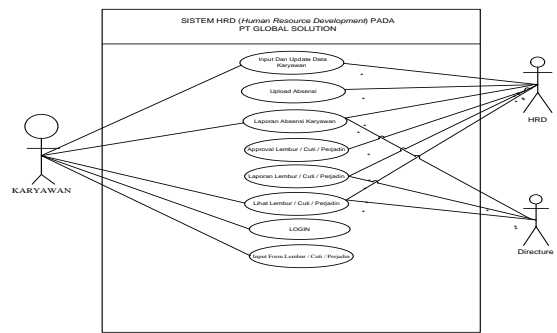 SISTEM HRD (Human Resource Development) PADA
PT GLOBAL SOLUTION
Input Dan Update Data
Karyawan
Upload Absensi
Laporan Absensi Karyawan
Approval Lembur / Cuti / Perjadin
Laporan Lembur / Cuti / Perjadin
Lihat Lembur / Cuti / Perjadin
LOGIN
Input Form Lembur / Cuti / Perjadin
KARYAWAN
HRD
Directure